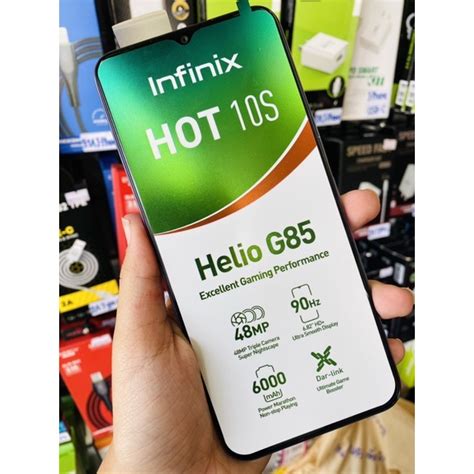 Infinix
HOT 10S
Helio G85
Excellent Gaming Performance
48MP
48MP Triple Camera
Super Nightscape
90Hz
6.82" HD+
Ultra Smooth Display
6000
mAh
Power Marathon
Non-stop Playing
Dar-link
Ultimate Game
Booster
SPEED